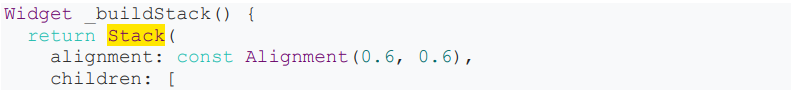 Widget _buildStack() {
  return Stack(
    alignment: const Alignment(0.6, 0.6),
    children: [